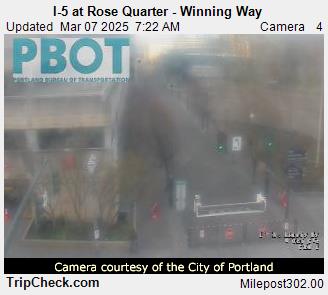 I-5 at Rose Quarter - Winning Way
Updated Mar 07 2025 7:22 AM Camera 4
PBOT
PORTLAND BUREAU OF TRANSPORTATION
Camera courtesy of the City of Portland
TripCheck.com Milepost302.00